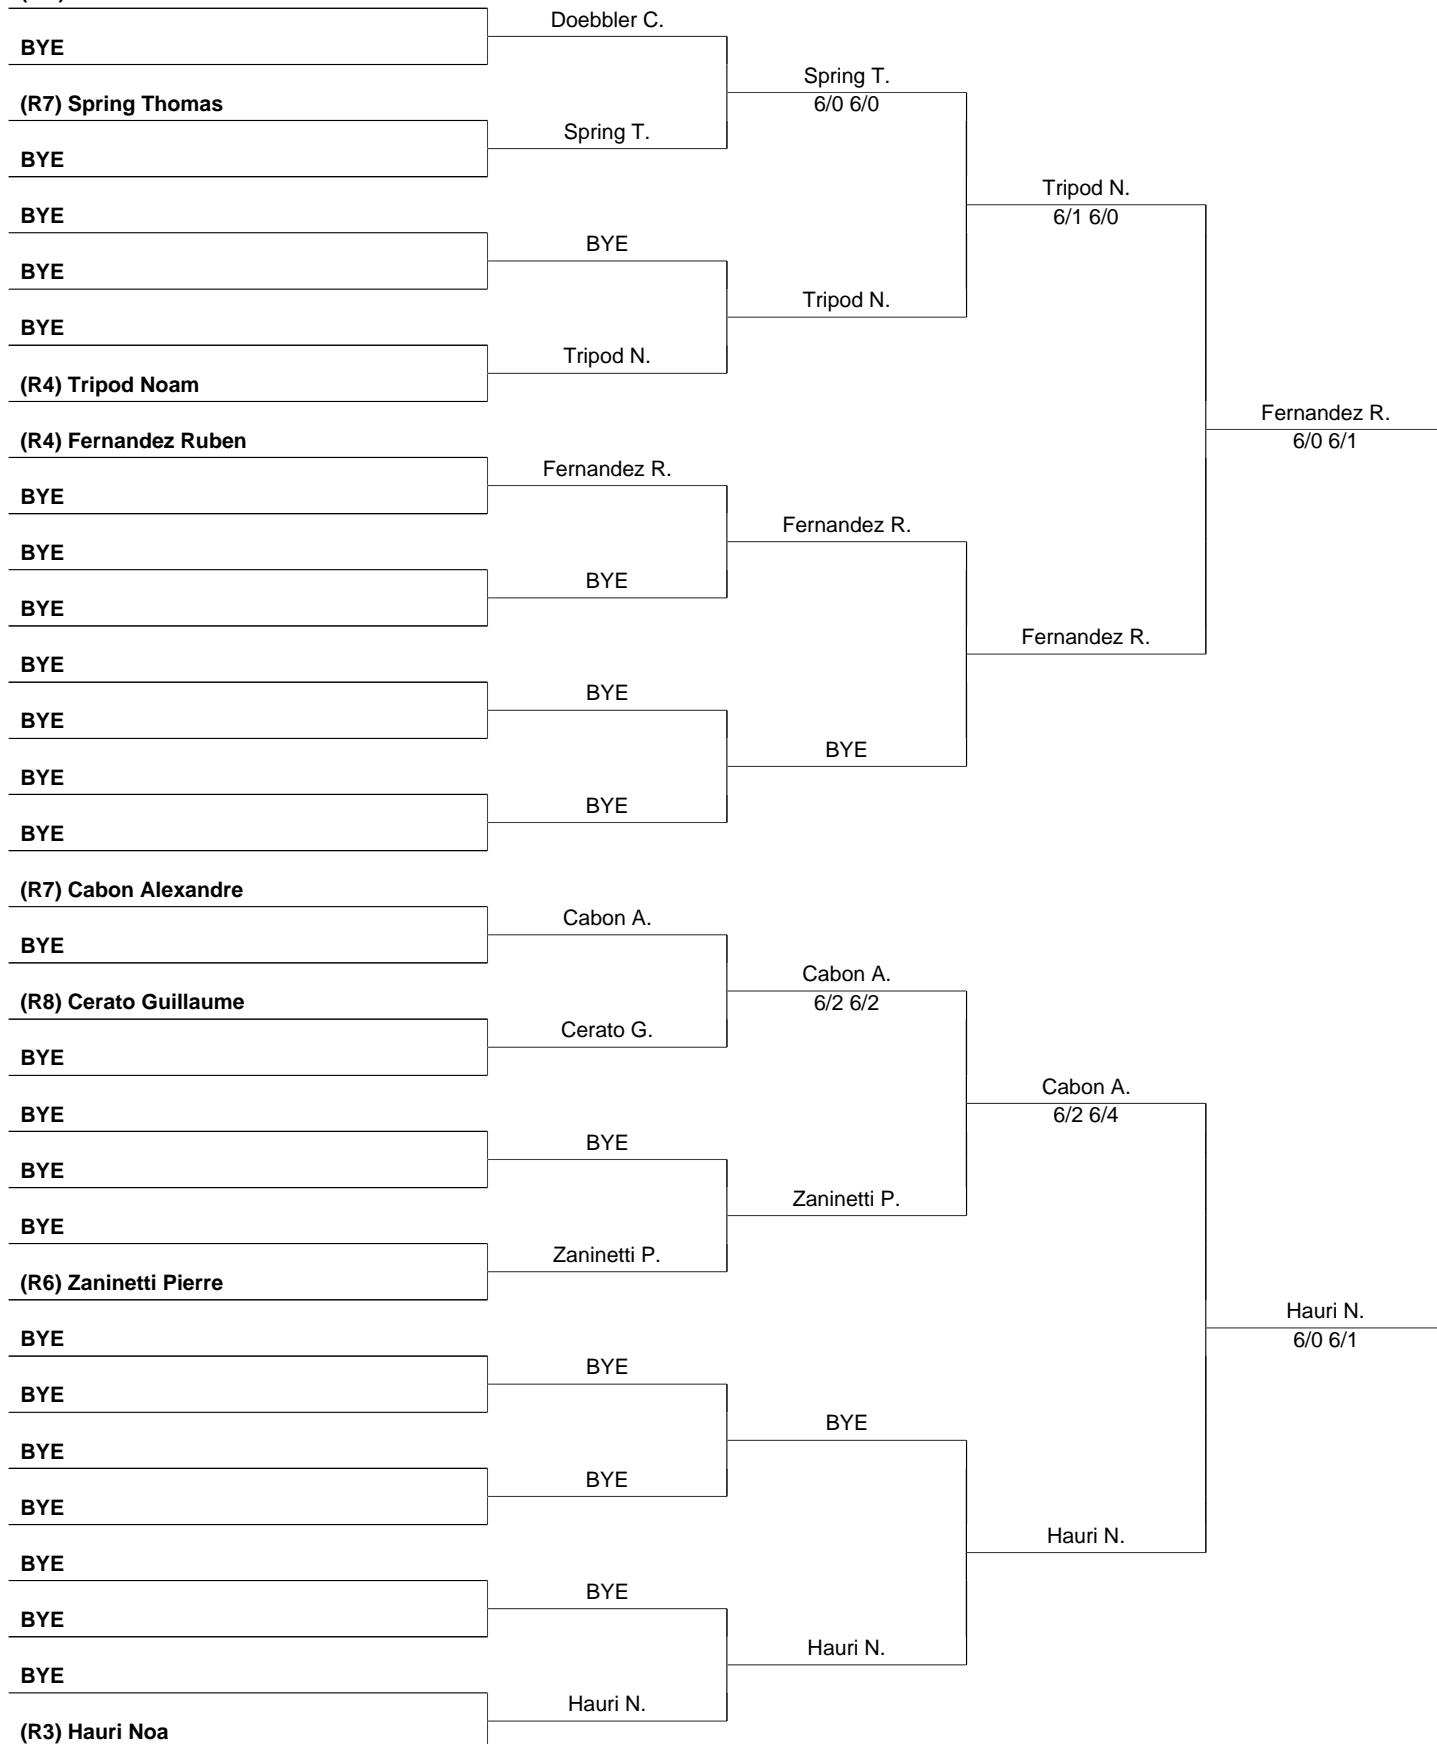 BYE
(R7) Spring Thomas
BYE
BYE
BYE
BYE
(R4) Tripod Noam
(R4) Fernandez Ruben
BYE
BYE
BYE
BYE
BYE
BYE
BYE
(R7) Cabon Alexandre
BYE
(R8) Cerato Guillaume
BYE
BYE
BYE
BYE
(R6) Zaninetti Pierre
BYE
BYE
BYE
BYE
BYE
BYE
BYE
(R3) Hauri Noa
Doebbler C.
Spring T.
BYE
Tripod N.
Fernandez R.
BYE
BYE
BYE
Cabon A.
Cerato G.
BYE
Zaninetti P.
BYE
BYE
BYE
Hauri N.
Spring T.
6/0 6/0
Tripod N.
Fernandez R.
BYE
Cabon A.
6/2 6/2
Zaninetti P.
BYE
Hauri N.
Tripod N.
6/1 6/0
Fernandez R.
Cabon A.
6/2 6/4
Hauri N.
Fernandez R.
6/0 6/1
Hauri N.
6/0 6/1